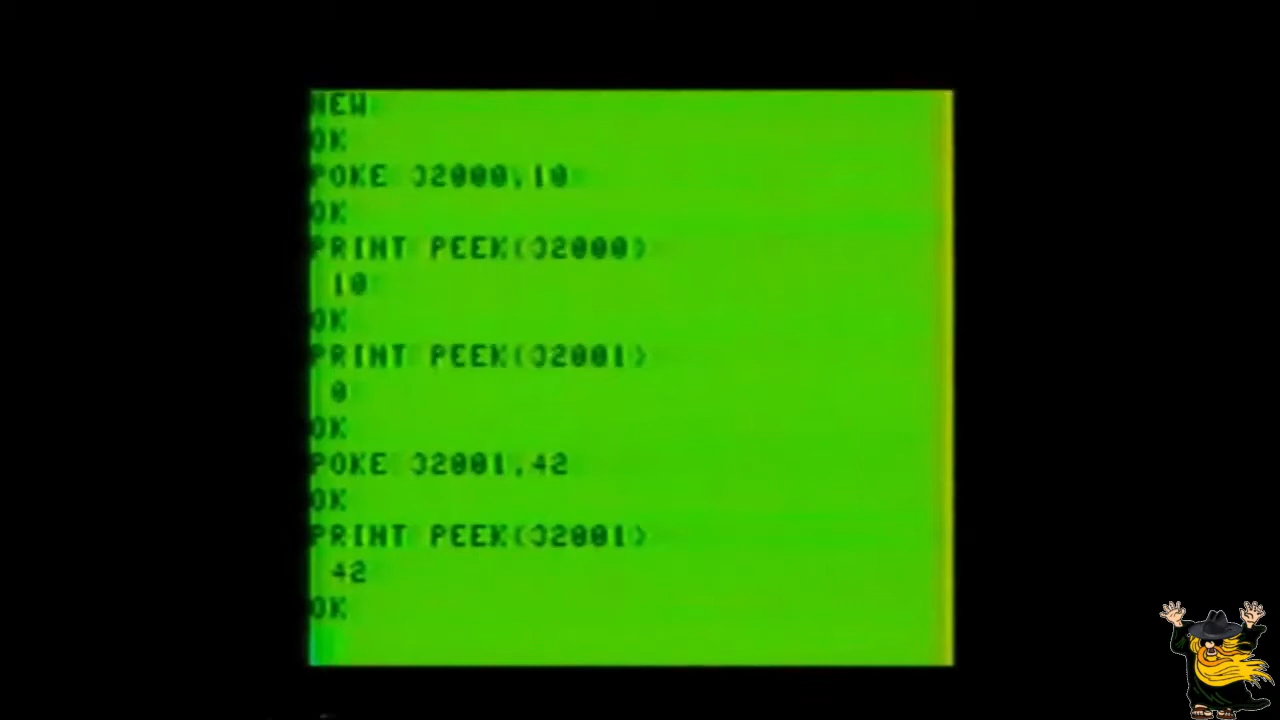 NEW
OK
POKE 32000,10
OK
PRINT PEEK(32000)
10
OK
PRINT PEEK(32001)
0
OK
POKE 32001,42
OK
PRINT PEEK(32001)
42
OK